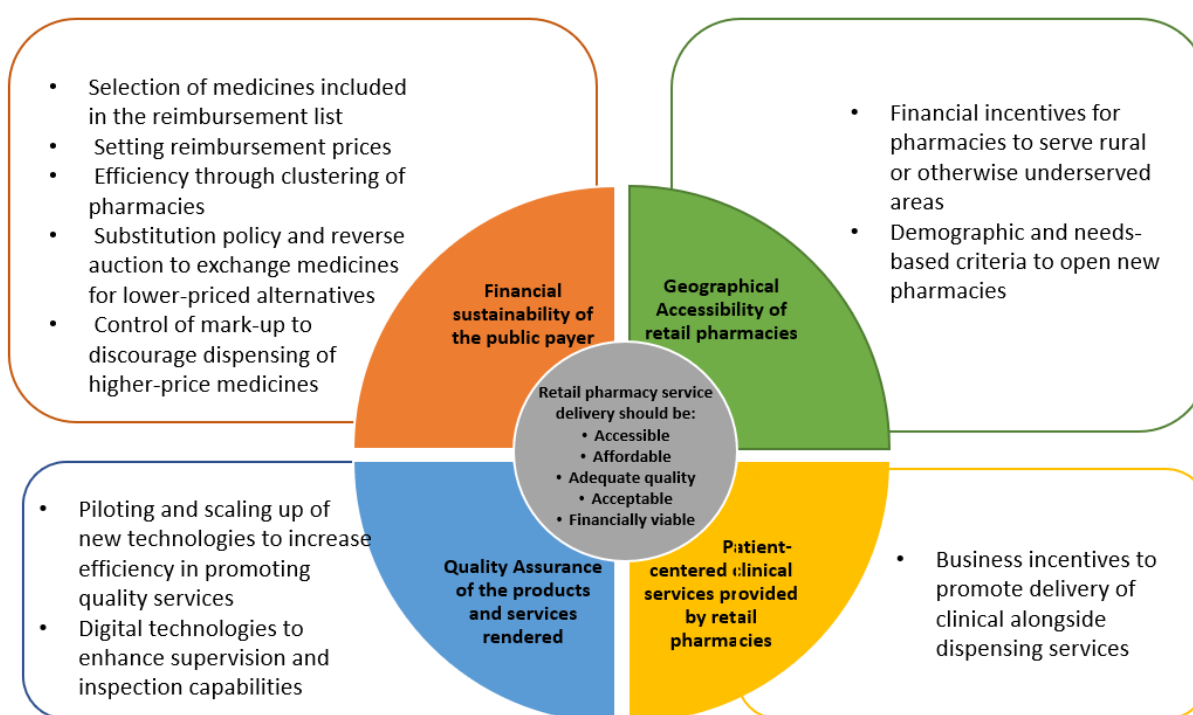 • Selection of medicines included
in the reimbursement list
• Setting reimbursement prices
• Efficiency through clustering of
pharmacies
• Substitution policy and reverse
auction to exchange medicines
for lower-priced alternatives
• Control of mark-up to
discourage dispensing of
higher-price medicines
• Financial incentives for
pharmacies to serve rural
or otherwise underserved
areas
• Demographic and needs-
based criteria to open new
pharmacies
Financial
sustainability of
the public payer
Geographical
Accessibility of
retail pharmacies
Retail pharmacy service
delivery should be:
• Accessible
• Affordable
• Adequate quality
• Acceptable
• Financially viable
• Piloting and scaling up of
new technologies to increase
efficiency in promoting
quality services
• Digital technologies to
enhance supervision and
inspection capabilities
Quality Assurance
of the products
and services
rendered
Patient-
centered clinical
services provided
by retail
pharmacies
• Business incentives to
promote delivery of
clinical alongside
dispensing services